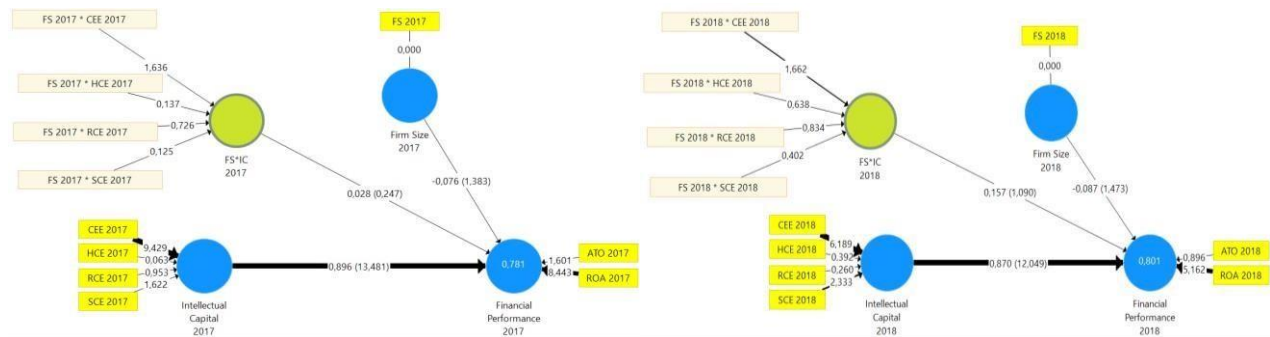 FS 2017 * CEE 2017
FS 2017 * HCE 2017
FS 2017 * RCE 2017
FS 2017 * SCE 2017
1,636
0,137
0,726
0,125
FS*IC
2017
FS 2017
0,000
Firm Size
2017
0,028 (0,247)
-0,076 (1,383)
CEE 2017
HCE 2017
RCE 2017
SCE 2017
9,429
0,063
0,953
1,622
Intellectual
Capital
2017
0,896 (13,481)
0,781
Financial
Performance
2017
1,601
8,443
ATO 2017
ROA 2017
FS 2018 * CEE 2018
FS 2018 * HCE 2018
FS 2018 * RCE 2018
FS 2018 * SCE 2018
1,662
0,638
0,834
0,402
FS*IC
2018
FS 2018
0,000
Firm Size
2018
0,157 (1,090)
-0,087 (1,473)
CEE 2018
HCE 2018
RCE 2018
SCE 2018
6,189
0,392
0,260
2,333
Intellectual
Capital
2018
0,870 (12,049)
0,801
Financial
Performance
2018
0,896
5,162
ATO 2018
ROA 2018